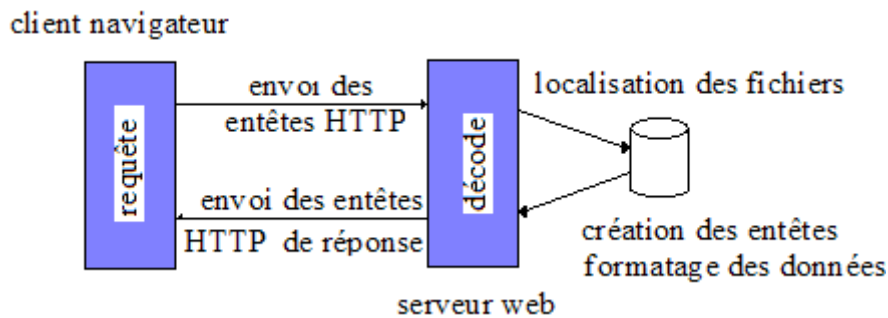 client navigateur
requête
envoi des
entêtes HTTP
décode
localisation des fichiers
envoi des entêtes
HTTP de réponse
création des entêtes
formatage des données
serveur web